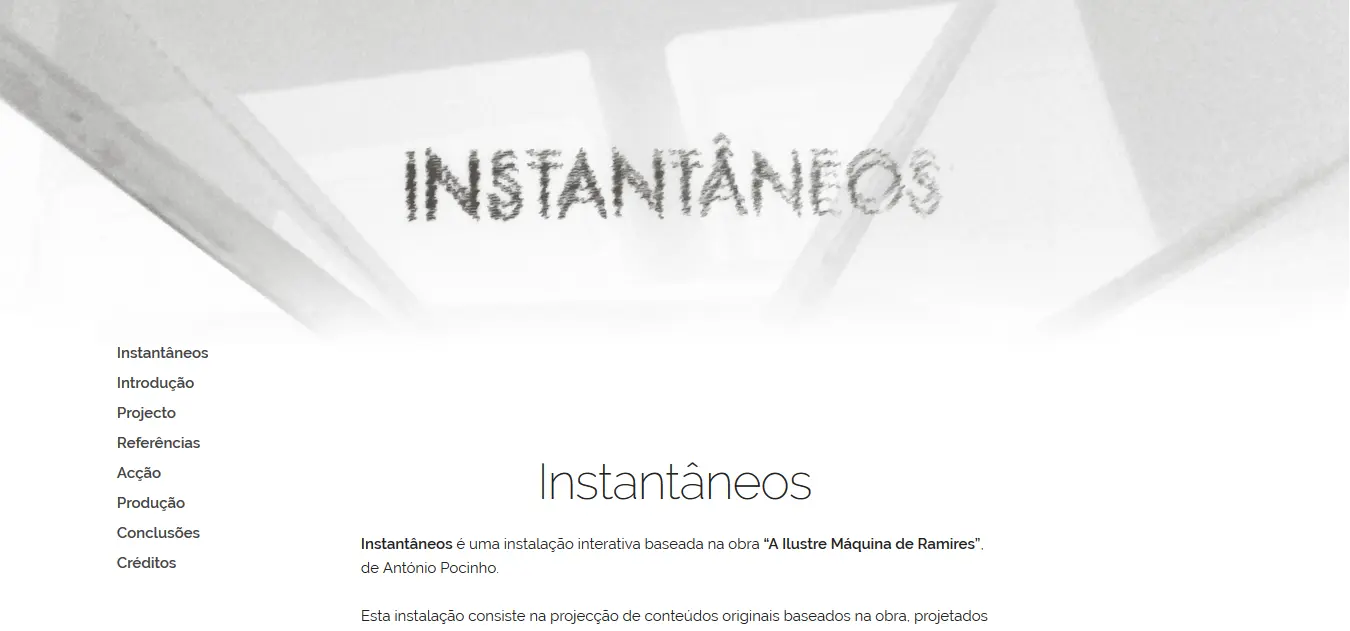 INSTANTÂNEOS
Instantâneos
Introdução
Projecto
Referências
Acção
Produção
Conclusões
Créditos
Instantâneos
Instantâneos é uma instalação interativa baseada na obra “A Ilustre Máquina de Ramires”,
de António Pocinho.
Esta instalação consiste na projecção de conteúdos originais baseados na obra, projetados